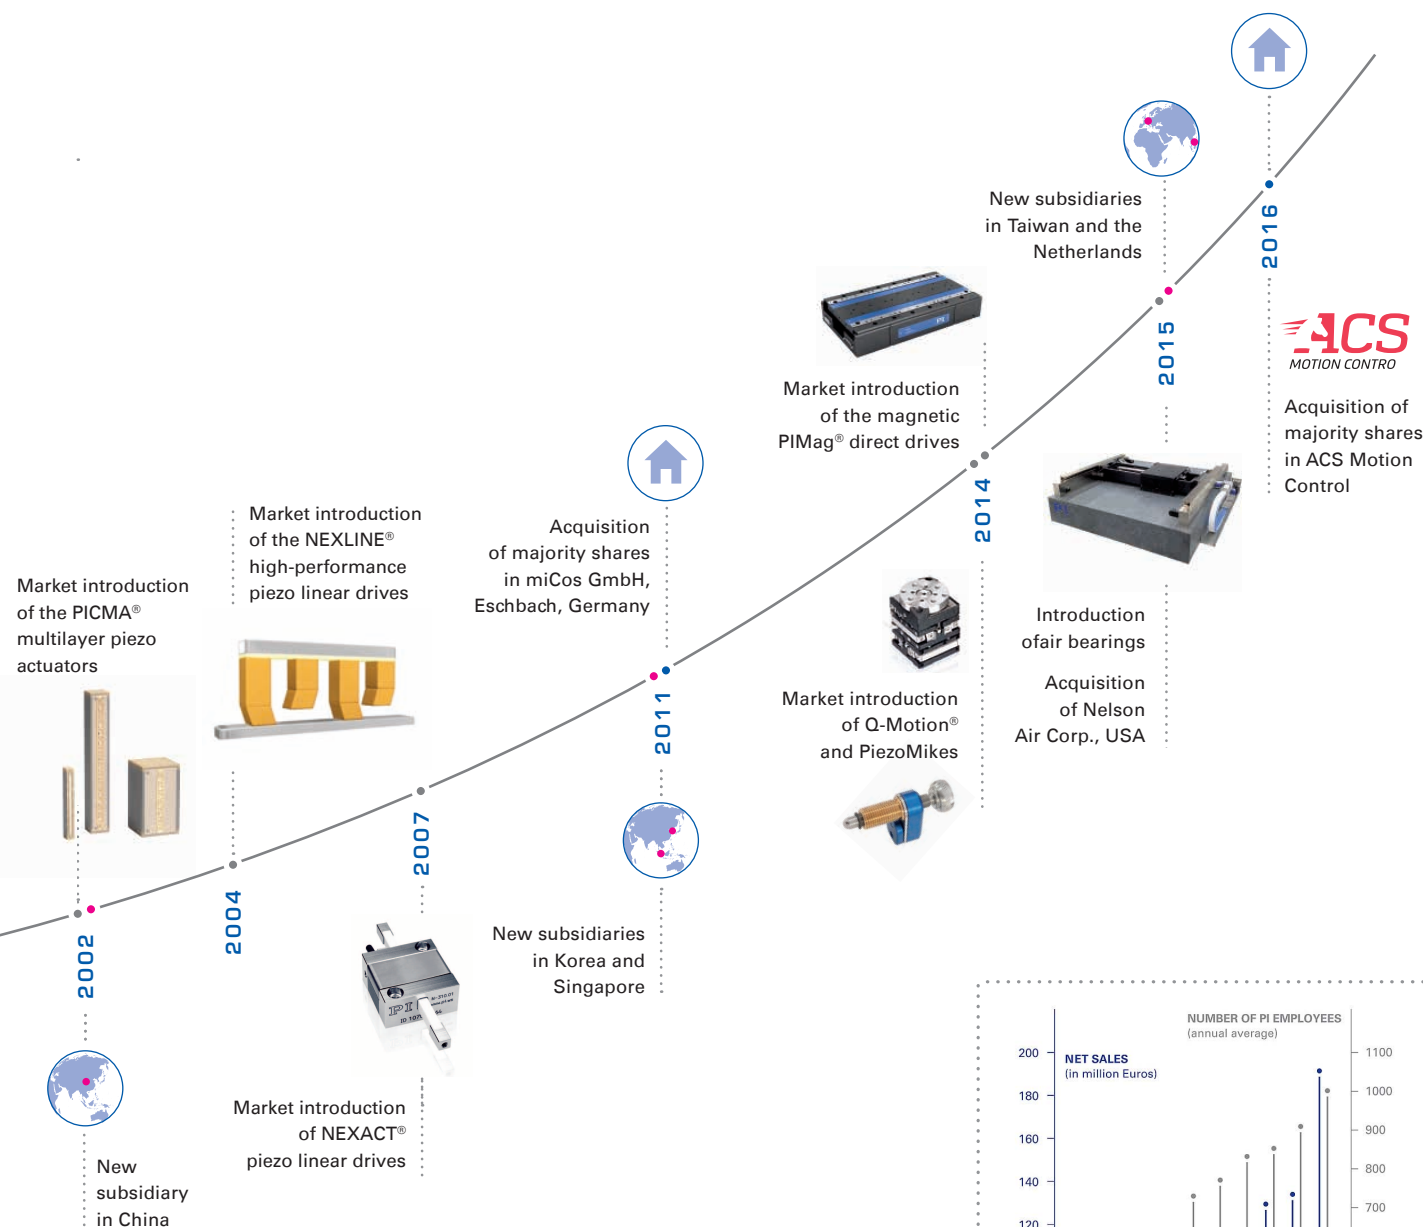 New subsidiaries
in Taiwan and the
Netherlands
2016
ACS
MOTION CONTRO
2015
Market introduction
of the magnetic
PIMag® direct drives
Acquisition of
majority shares
in ACS Motion
Control
2014
Market introduction
of the NEXLINE®
high-performance
piezo linear drives
Acquisition
of majority shares
in miCos GmbH,
Eschbach, Germany
Market introduction
of the PICMA®
multilayer piezo
actuators
Introduction
ofair bearings
Acquisition
of Nelson
Air Corp., USA
Market introduction
of Q-Motion®
and PiezoMikes
2011
2007
2004
2002
New subsidiaries
in Korea and
Singapore
PI
Market introduction
of NEXACT®
piezo linear drives
New
subsidiary
in China
NUMBER OF PI EMPLOYEES
(annual average)
NET SALES
(in million Euros)
200
180
160
140
120
1100
1000
900
800
700